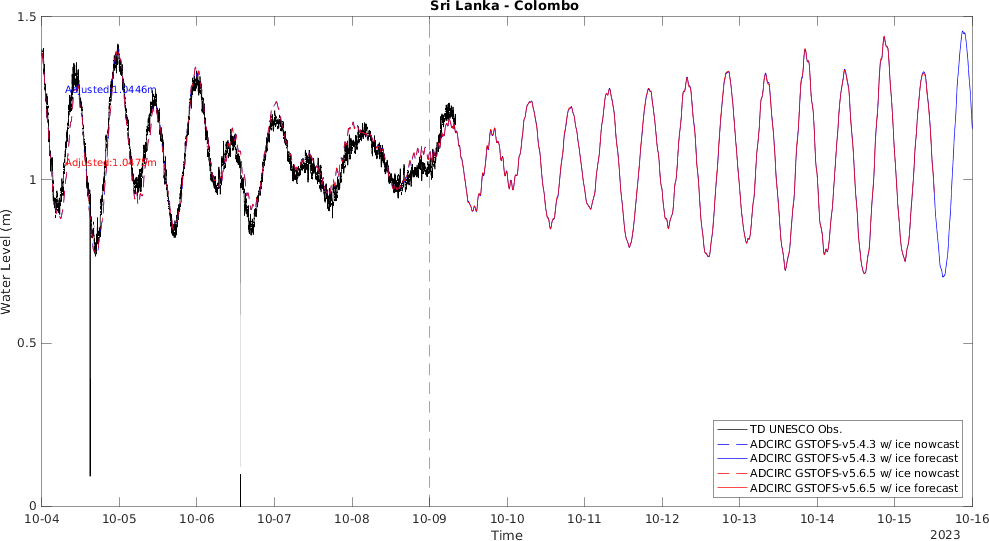 Sri Lanka - Colombo
Water Level (m)
1.5
1
0.5
0
Adjusted:1.0446m
10-04
10-05
10-06
10-07
10-08
10-09
10-10
10-11
10-12
10-13
10-14
10-15
10-16
Time
2023
TD UNESCO Obs.
ADCIRC GSTOFS-v5.4.3 w/ ice nowcast
ADCIRC GSTOFS-v5.4.3 w/ ice forecast
ADCIRC GSTOFS-v5.6.5 w/ ice nowcast
ADCIRC GSTOFS-v5.6.5 w/ ice forecast